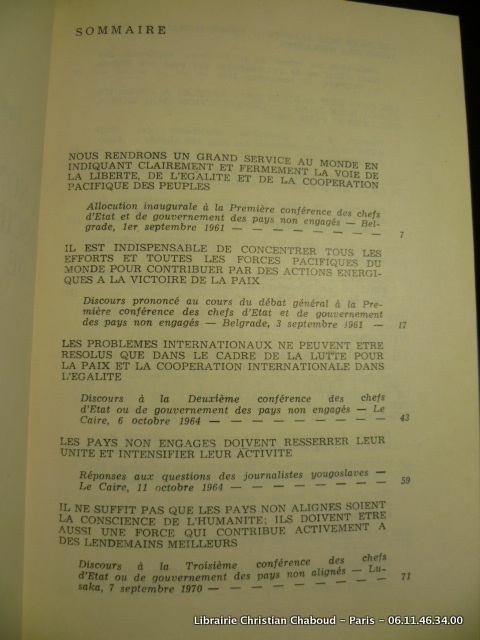 SOMMAIRE
NOUS RENDRONS UN GRAND SERVICE AU MONDE EN
INDIQUANT CLAIREMENT ET FERMEMENT LA VOIE DE
LA LIBERTE, DE L'EGALITE ET DE LA COOPERATION
PACIFIQUE DES PEUPLES
Allocution inaugurale à la Première conférence des chefs
d'Etat et de gouvernement des pays non engagés — Bel-
grade, 1er septembre 1961 — — — — — — — — 7
IL EST INDISPENSABLE DE CONCENTRER TOUS LES
EFFORTS ET TOUTES LES FORCES PACIFIQUES DU
MONDE POUR CONTRIBUER PAR DES ACTIONS ENERGI-
QUES A LA VICTOIRE DE LA PAIX
Discours prononcé au cours du débat général à la Pre-
mière conférence des chefs d'Etat et de gouvernement
des pays non engagés — Belgrade, 3 septembre 1961 — 17
LES PROBLEMES INTERNATIONAUX NE PEUVENT ETRE
RESOLUS QUE DANS LE CADRE DE LA LUTTE POUR
LA PAIX ET LA COOPERATION INTERNATIONALE DANS
L'EGALITE
Discours à la Deuxième conférence des chefs
d'Etat ou de gouvernement des pays non engagés — Le
Caire, 6 octobre 1964 — — — — — — — — — 43
LES PAYS NON ENGAGES DOIVENT RESSERRER LEUR
UNITE ET INTENSIFIER LEUR ACTIVITE
Réponses aux questions des journalistes yougoslaves —
Le Caire, 11 octobre 1964 — — — — — — — — 59
IL NE SUFFIT PAS QUE LES PAYS NON ALIGNES SOIENT
LA CONSCIENCE DE L'HUMANITE; ILS DOIVENT ETRE
AUSSI UNE FORCE QUI CONTRIBUE ACTIVEMENT A
DES LENDEMAINS MEILLEURS
Discours à la Troisième conférence des chefs
d'Etat ou de gouvernement des pays non alignés — Lu-
saka, 7 septembre 1970 — — — — — — — — — 71
Librairie Christian Chaboud – Paris – 06.11.46.34.00